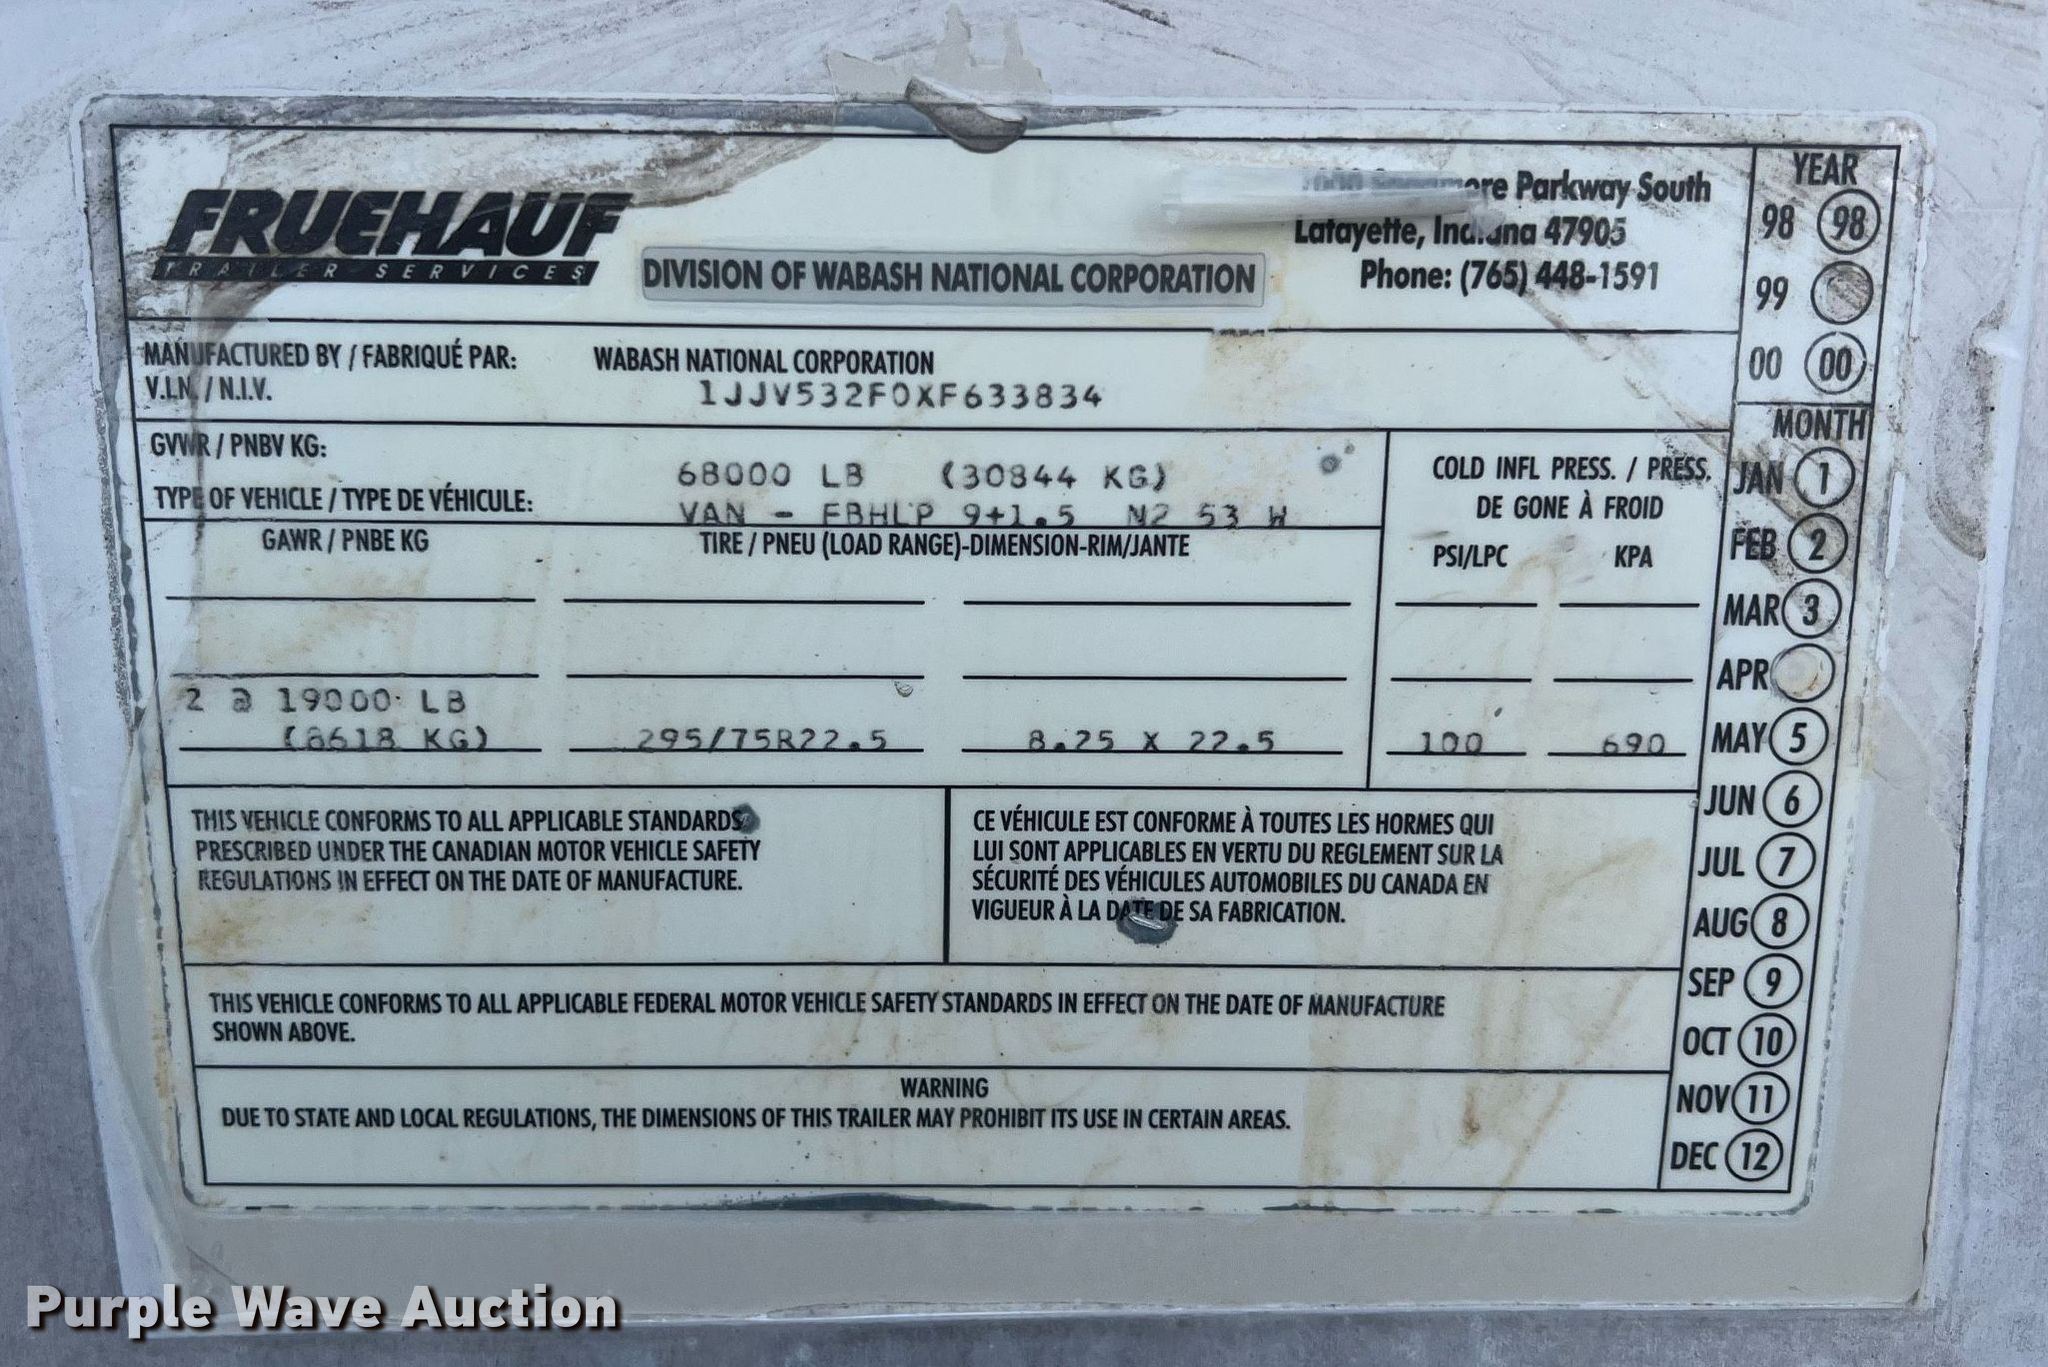 FRUEHAUF
TRAILER SERVICES
DIVISION OF WABASH NATIONAL CORPORATION
Parkway South
Lafayette, Indiana 47905
Phone: (765) 448-1591
MANUFACTURED BY / FABRIQUÉ PAR: WABASH NATIONAL CORPORATION
V.I.N. / N.I.V. 1JJV532F0XF633834
GVWR / PNBV KG: 68000 LB (30844 KG)
TYPE OF VEHICLE / TYPE DE VÉHICULE: VAN - FBHLP 9+1.5 N2 53 W
GAWR / PNBE KG
TIRE / PNEU (LOAD RANGE)-DIMENSION-RIM/JANTE
COLD INFL PRESS. / PRESS.
DE GONE À FROID
PSI/LPC KPA
2 @ 19000 LB
(8618 KG) 295/75R22.5 8.25 X 22.5 100 690
THIS VEHICLE CONFORMS TO ALL APPLICABLE STANDARDS
PRESCRIBED UNDER THE CANADIAN MOTOR VEHICLE SAFETY
REGULATIONS IN EFFECT ON THE DATE OF MANUFACTURE.
CE VÉHICULE EST CONFORME À TOUTES LES HORMES QUI
LUI SONT APPLICABLES EN VERTU DU REGLEMENT SUR LA
SÉCURITÉ DES VÉHICULES AUTOMOBILES DU CANADA EN
VIGUEUR À LA DATE DE SA FABRICATION.
THIS VEHICLE CONFORMS TO ALL APPLICABLE FEDERAL MOTOR VEHICLE SAFETY STANDARDS IN EFFECT ON THE DATE OF MANUFACTURE
SHOWN ABOVE.
WARNING
DUE TO STATE AND LOCAL REGULATIONS, THE DIMENSIONS OF THIS TRAILER MAY PROHIBIT ITS USE IN CERTAIN AREAS.
YEAR
98 98
99
00 00
MONTH
JAN 1
FEB 2
MAR 3
APR
MAY 5
JUN 6
JUL 7
AUG 8
SEP 9
OCT 10
NOV 11
DEC 12
Purple Wave Auction